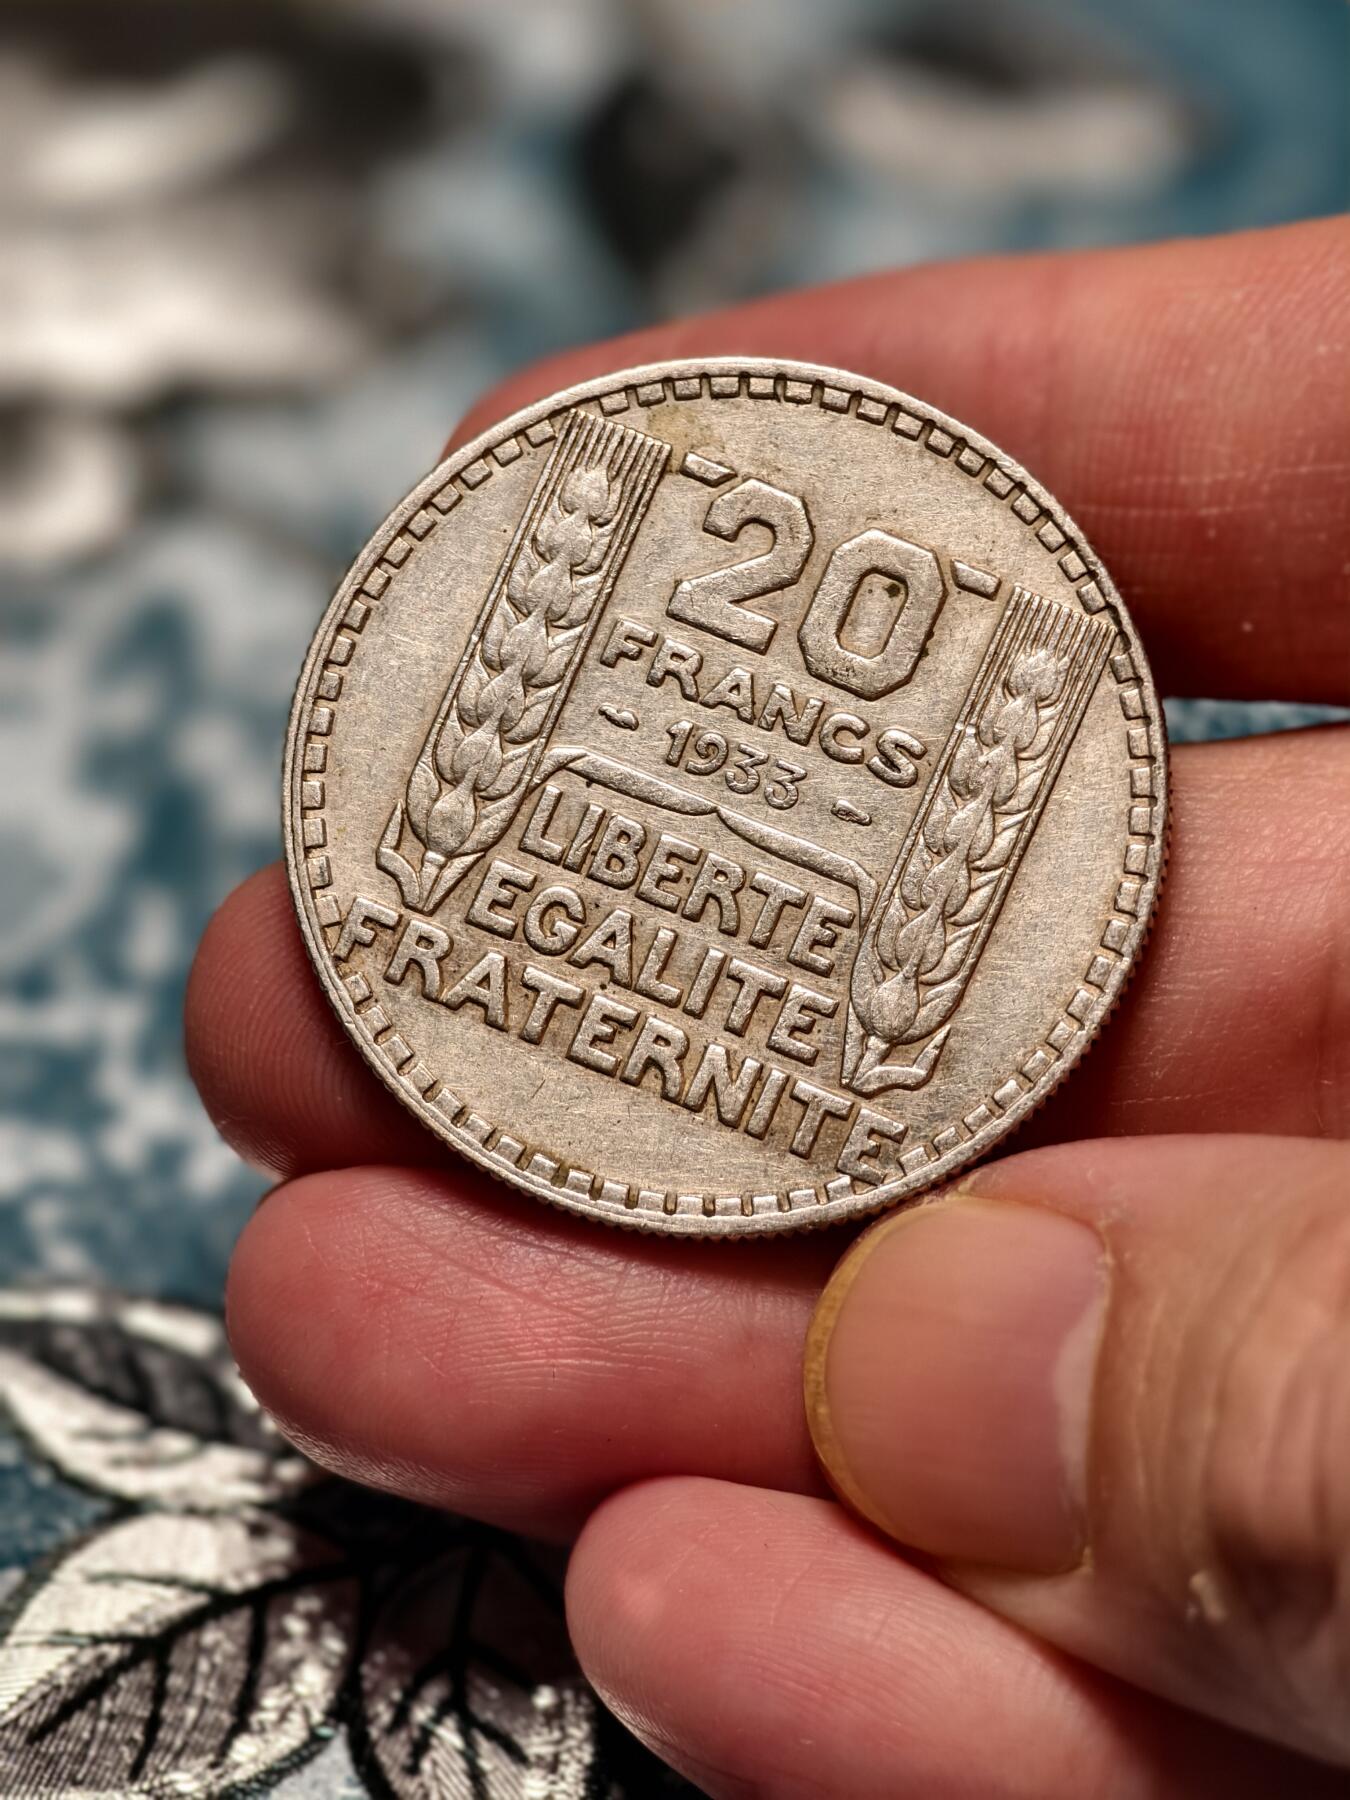 20
FRANCS
- 1933 -
LIBERTE
EGALITE
FRATERNITE